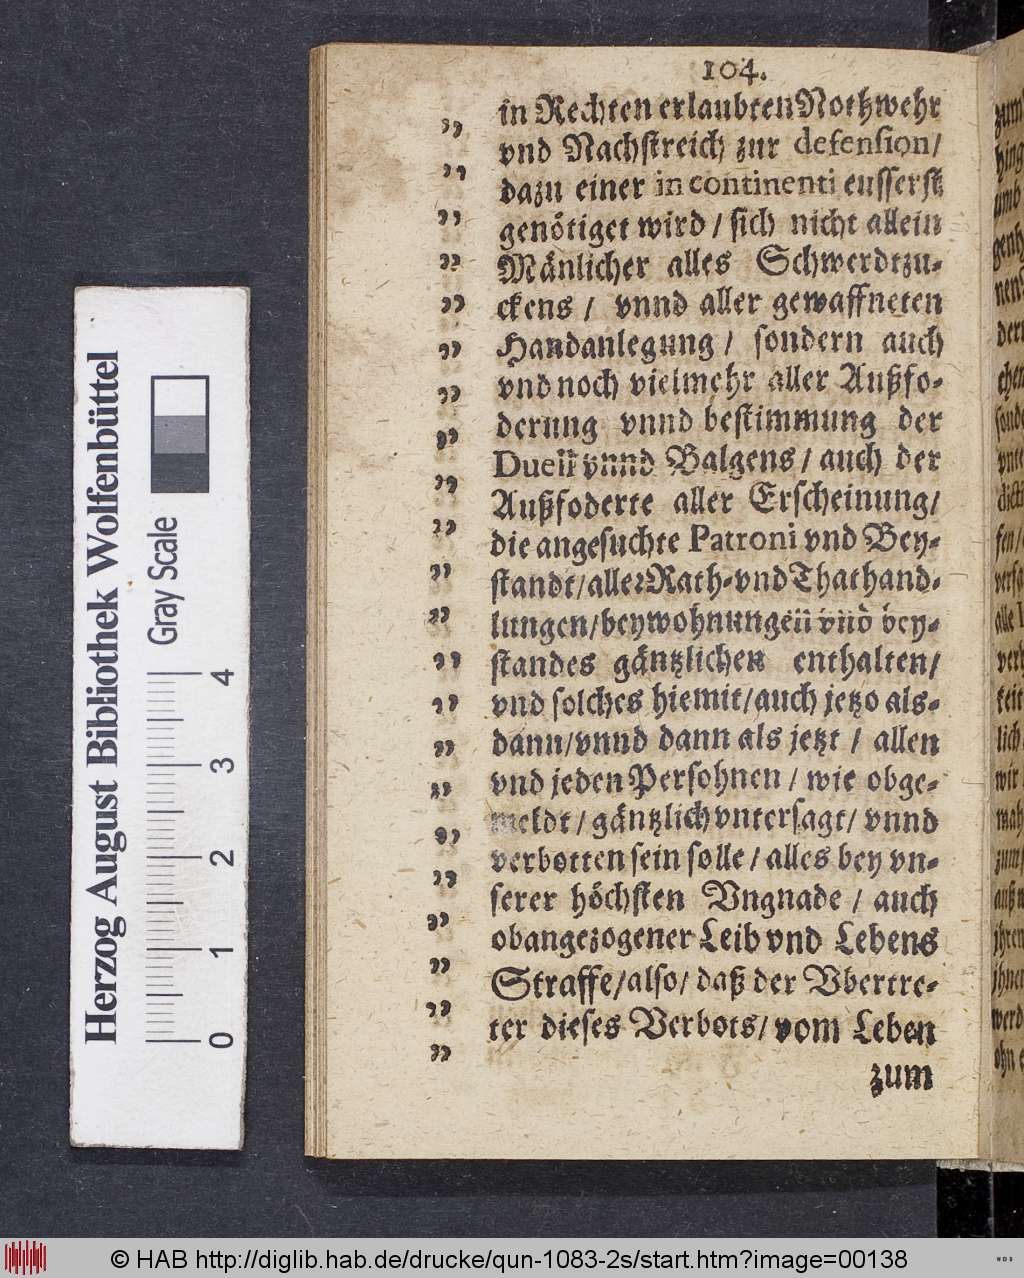 104.
„ in Rechten erlaubten Nothwehr
„ vnd Nachstreich zur defension/
„ dazu einer in continenti eusserst
„ genötiget wird / sich nicht allein
„ Mänlicher alles Schwerdtzu-
„ ckens / vnnd aller gewaffneten
„ Handanlegung / sondern auch
„ vnd noch vielmehr aller Außfo-
„ derung vnnd bestimmung der
„ Duell vnnd Balgens / auch der
„ Außfoderte aller Erscheinung/
„ die angesuchte Patroni vnd Bey-
„ standt/aller Rath-vnd Thathand-
„ lungen/beywohnungen vnd bey-
„ standes gäntzlichen enthalten/
„ vnd solches hiemit/auch jetzo als-
„ dann/vnnd dann als jetzt / allen
„ vnd jeden Persohnen / wie obge-
„ meldt / gäntzlich vntersagt/ vnnd
„ verbotten sein solle / alles bey vn-
„ serer höchsten Vngnade / auch
„ obangezogener Leib vnd Lebens
„ Straffe/also/ daß der Vbertre-
„ ter dieses Verbots/ vom Leben
zum
Herzog August Bibliothek Wolfenbüttel
Gray Scale
0 1 2 3 4
© HAB http://diglib.hab.de/drucke/qun-1083-2s/start.htm?image=00138